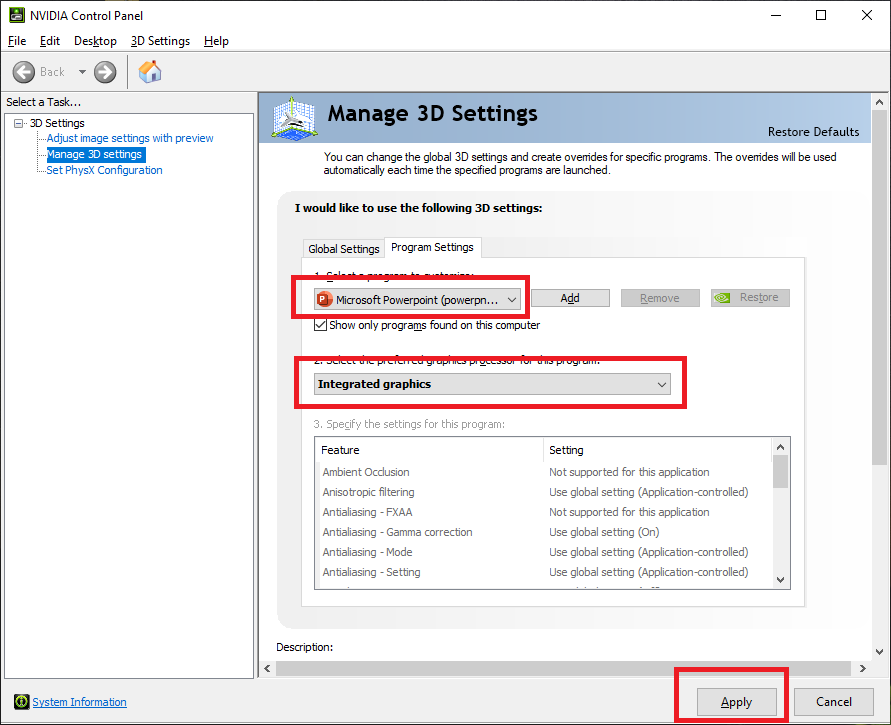 NVIDIA Control Panel
File Edit Desktop 3D Settings Help
Back
Select a Task...
3D Settings
Adjust image settings with preview
Manage 3D settings
Set PhysX Configuration
Manage 3D Settings
Restore Defaults
You can change the global 3D settings and create overrides for specific programs. The overrides will be used
automatically each time the specified programs are launched.
I would like to use the following 3D settings:
Global Settings Program Settings
1. Select a program to customize:
Microsoft Powerpoint (powerpn... Add Remove Restore
Show only programs found on this computer
2. Select the preferred graphics processor for this program:
Integrated graphics
3. Specify the settings for this program:
Feature Setting
Ambient Occlusion Not supported for this application
Anisotropic filtering Use global setting (Application-controlled)
Antialiasing - FXAA Not supported for this application
Antialiasing - Gamma correction Use global setting (On)
Antialiasing - Mode Use global setting (Application-controlled)
Antialiasing - Setting Use global setting (Application-controlled)
Description:
System Information
Apply Cancel